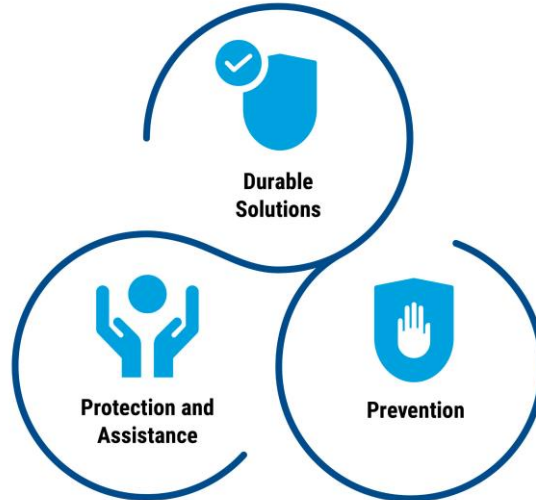 Durable
Solutions
Protection and
Assistance
Prevention